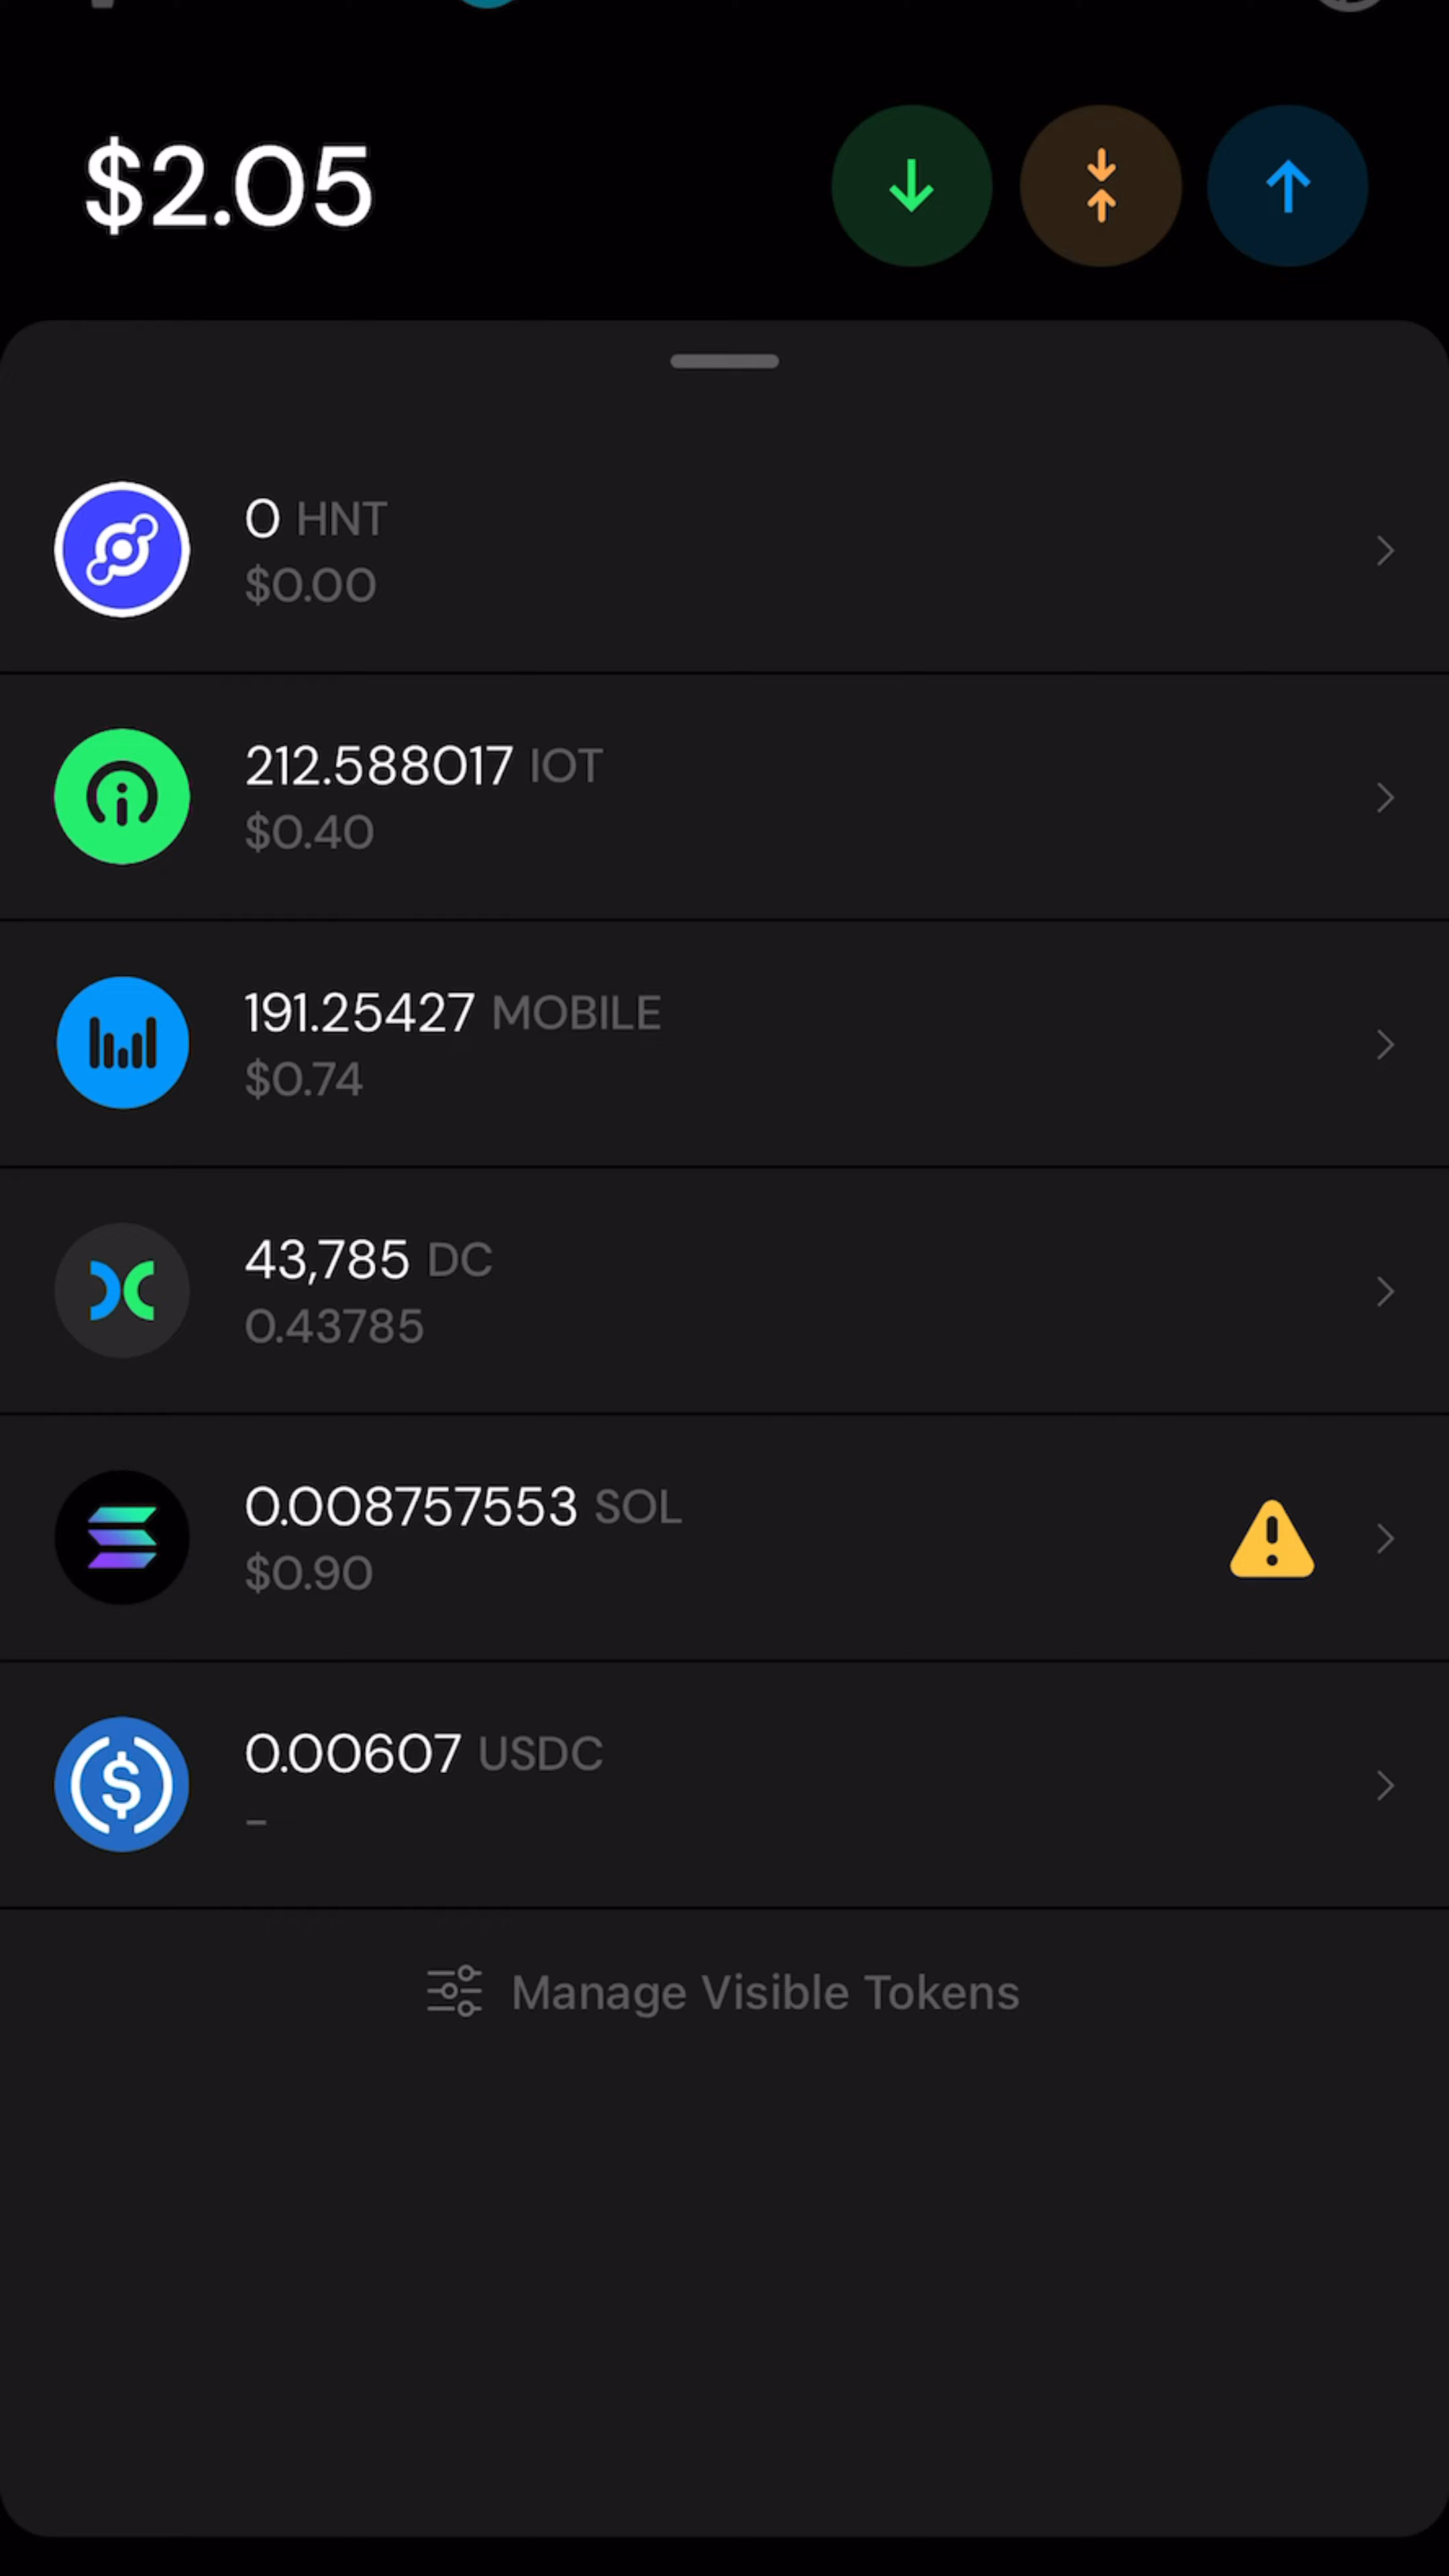 $2.05
0 HNT
$0.00
212.588017 IOT
$0.40
191.25427 MOBILE
$0.74
43,785 DC
0.43785
0.008757553 SOL
$0.90
0.00607 USDC
-
Manage Visible Tokens